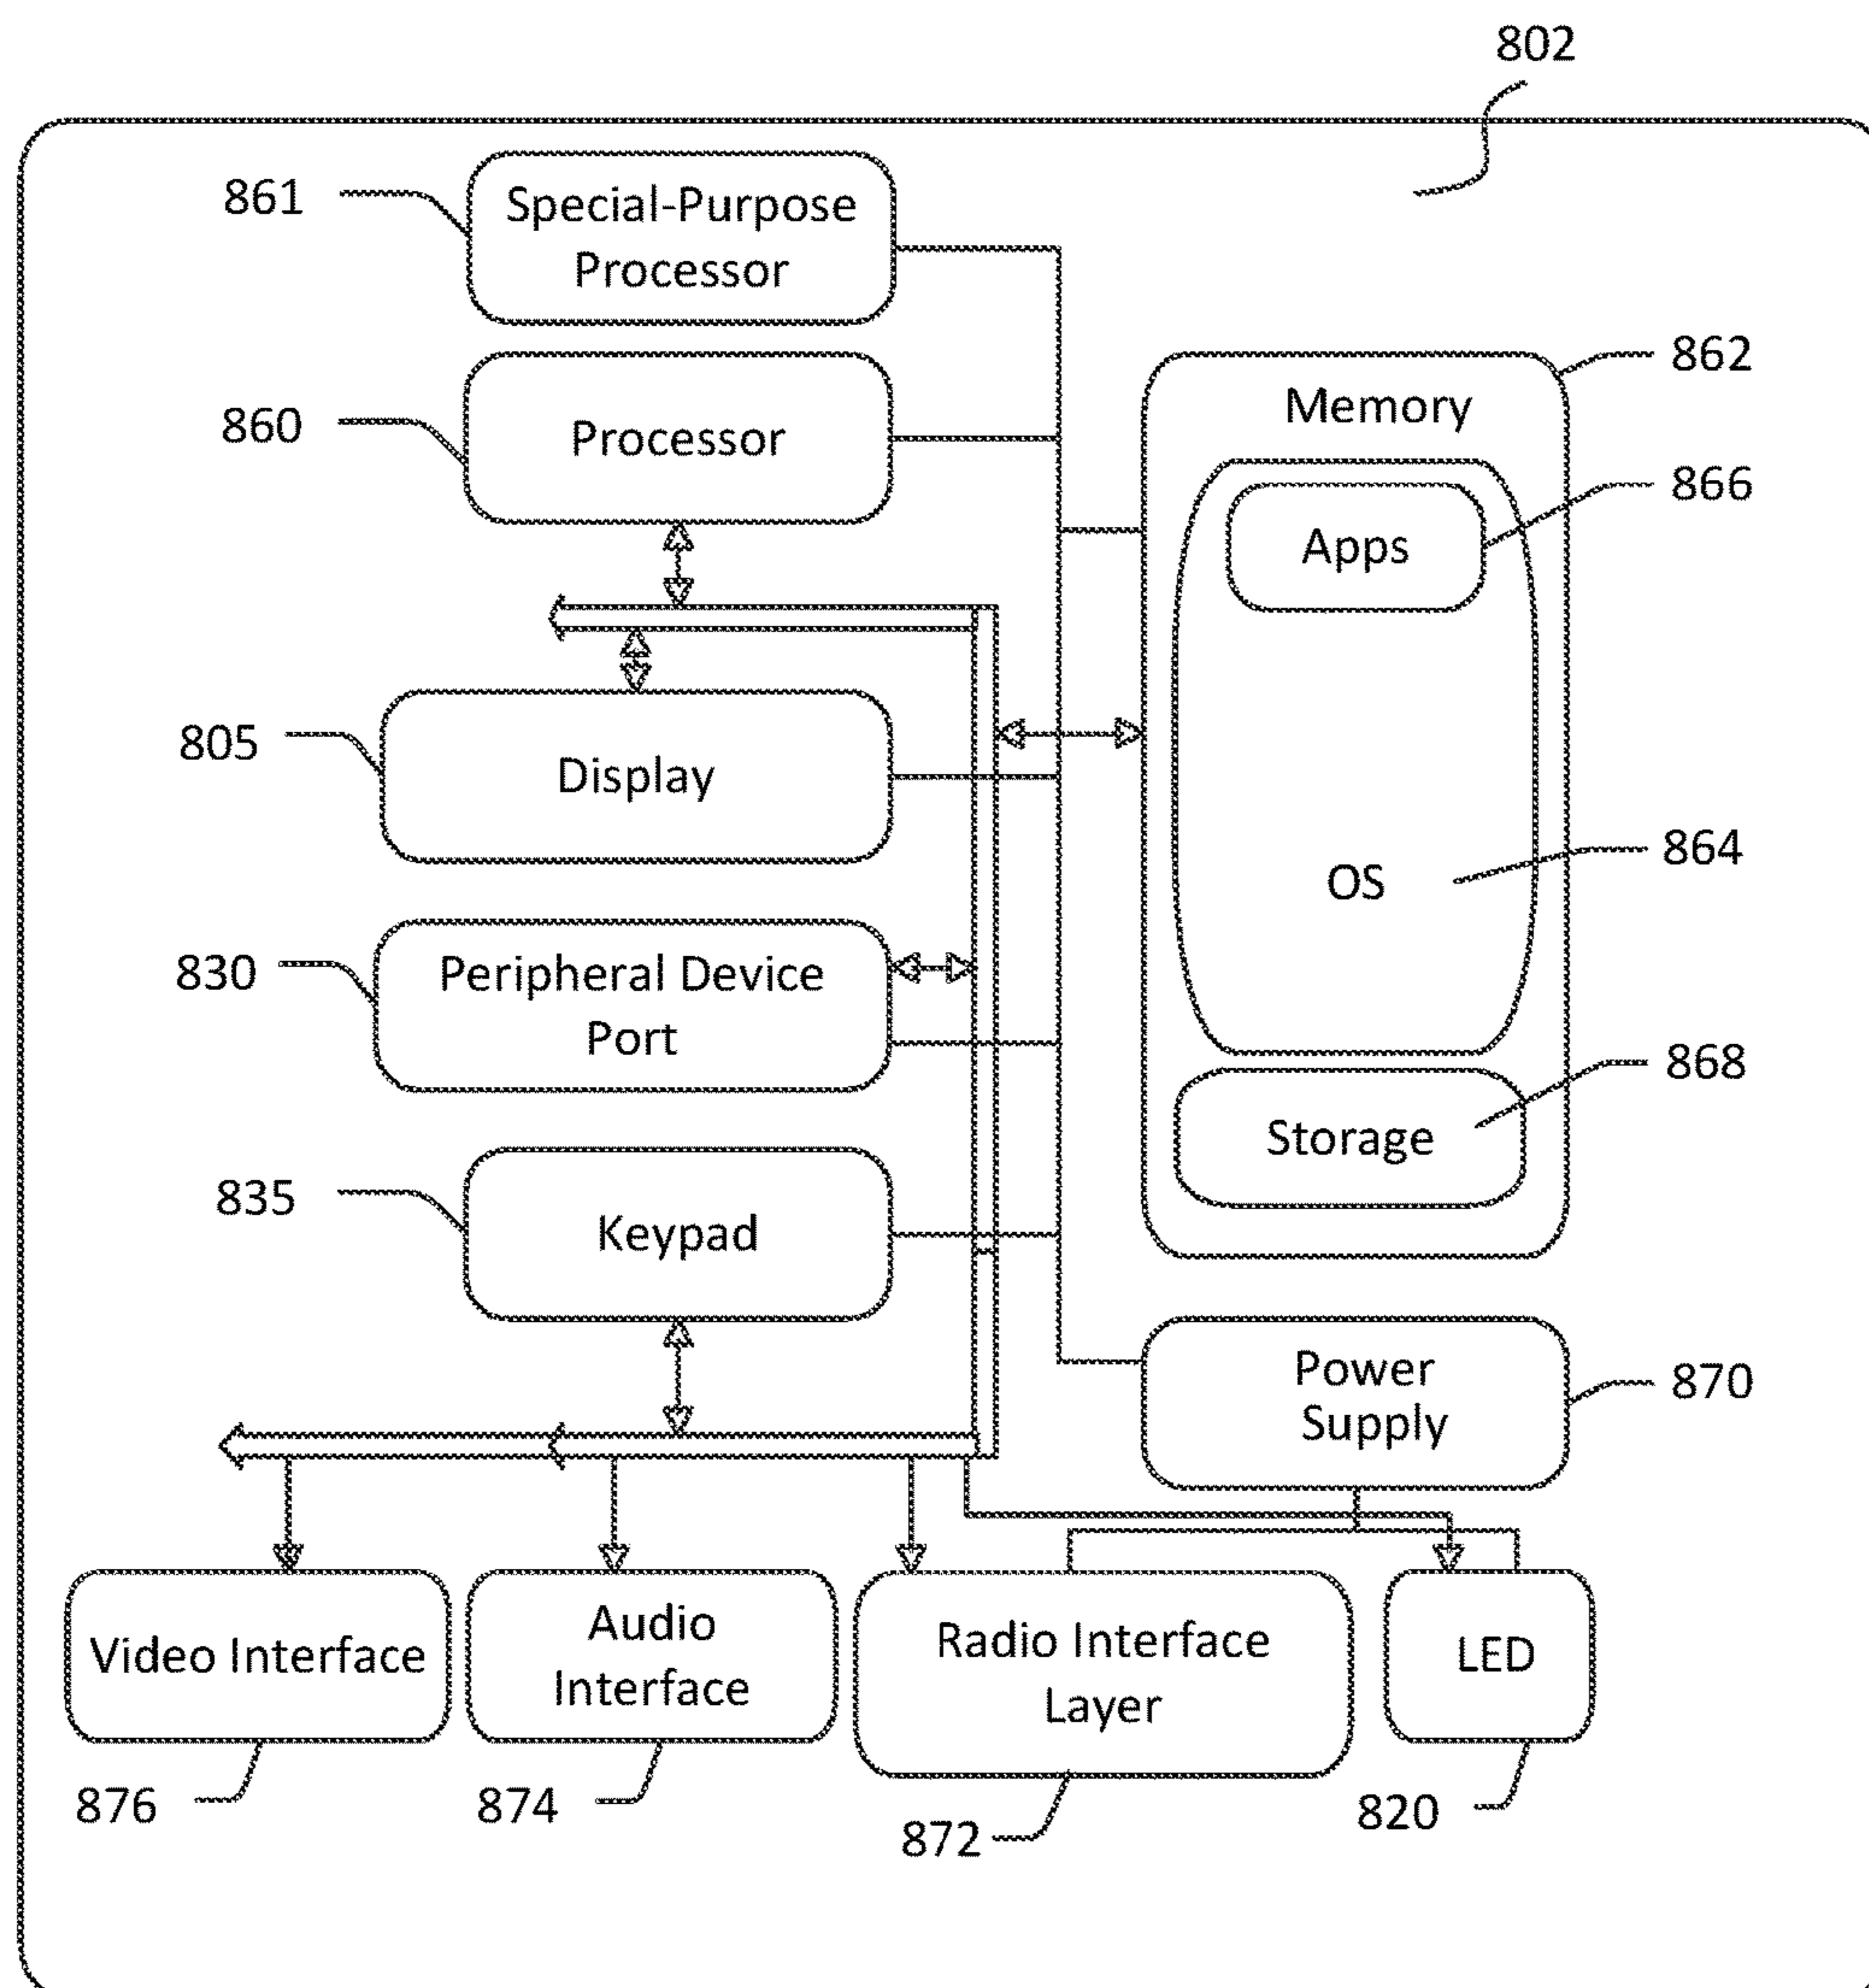 802
861
Special-Purpose
Processor
862
Memory
860
Processor
866
Apps
805
Display
864
OS
830
Peripheral Device
Port
868
Storage
835
Keypad
870
Power
Supply
Video Interface
Audio
Interface
Radio Interface
Layer
LED
876
874
872
820